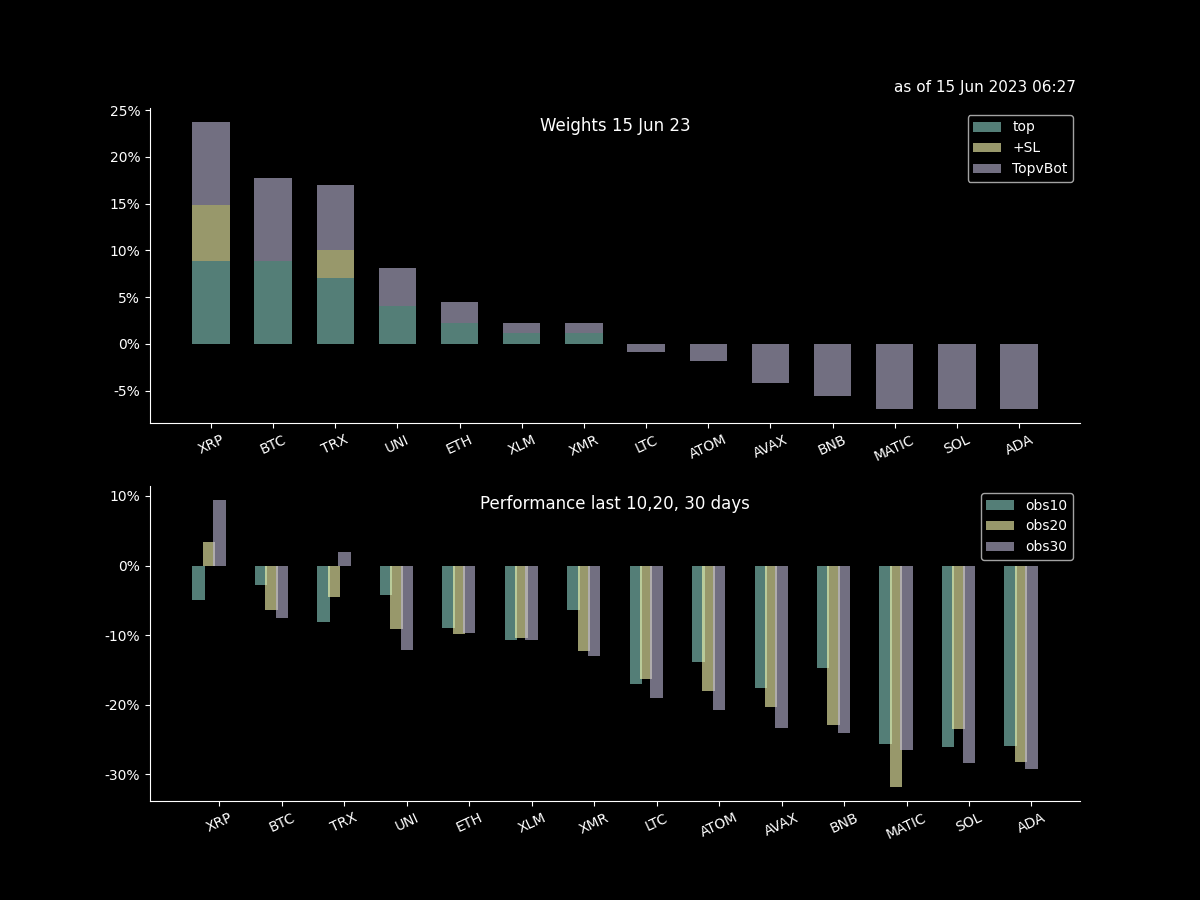 as of 15 Jun 2023 06:27
Weights 15 Jun 23
top
+SL
TopvBot
25%
20%
15%
10%
5%
0%
-5%
XRP BTC TRX UNI ETH XLM XMR LTC ATOM AVAX BNB MATIC SOL ADA
Performance last 10,20, 30 days
obs10
obs20
obs30
10%
0%
-10%
-20%
-30%
XRP BTC TRX UNI ETH XLM XMR LTC ATOM AVAX BNB MATIC SOL ADA